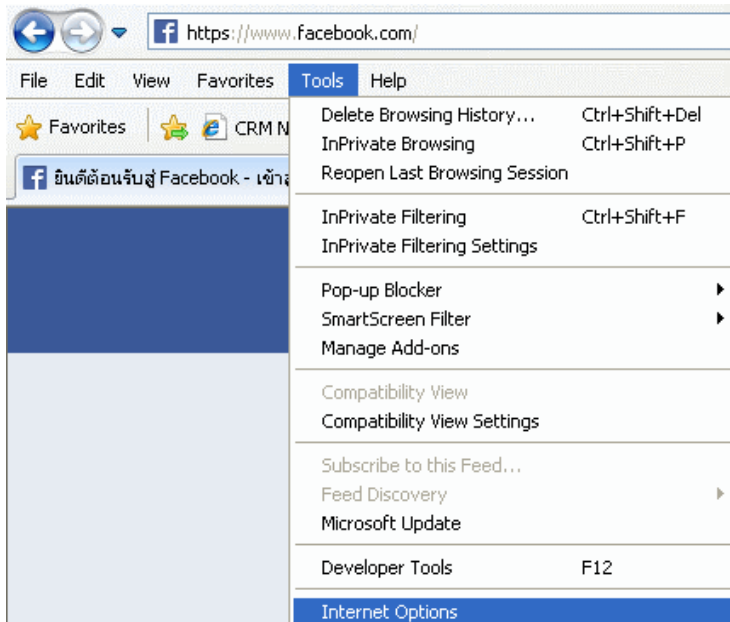 https://www.facebook.com/
File Edit View Favorites Tools Help
Favorites CRM N
ยินดีต้อนรับสู่ Facebook - เข้าส
Delete Browsing History... Ctrl+Shift+Del
InPrivate Browsing Ctrl+Shift+P
Reopen Last Browsing Session
InPrivate Filtering Ctrl+Shift+F
InPrivate Filtering Settings
Pop-up Blocker
SmartScreen Filter
Manage Add-ons
Compatibility View
Compatibility View Settings
Subscribe to this Feed...
Feed Discovery
Microsoft Update
Developer Tools F12
Internet Options